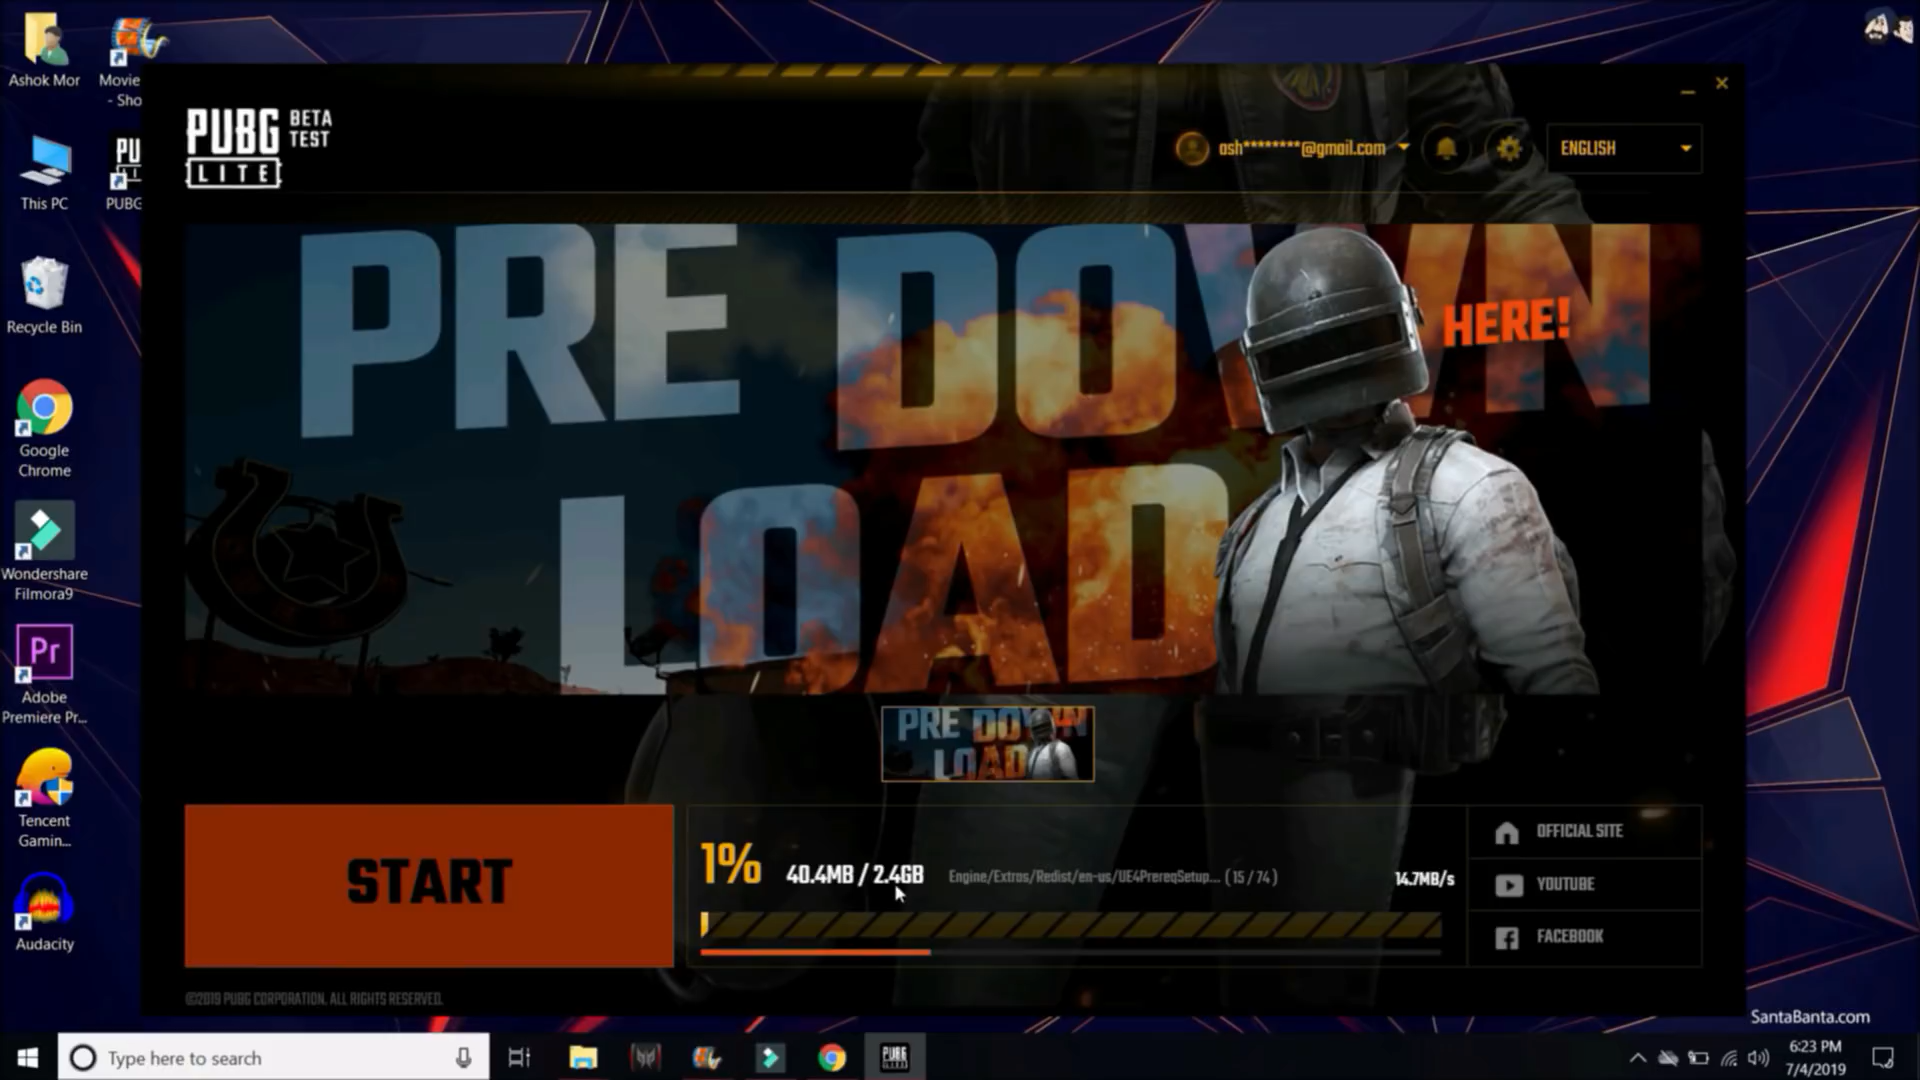 Ashok Mor
Movie
- Sho
This PC
PU
PUBG
Recycle Bin
Google
Chrome
Wondershare
Filmora9
Pr
Adobe
Premiere Pr...
Tencent
Gamin...
Audacity
PUBG
LITE
BETA
TEST
ash********@gmail.com
ENGLISH
PRE DOWN
LOAD
HERE!
PRE DOWN
LOAD
START
1%
40.4MB / 2.4GB
Engine/Extras/Redist/en-us/UE4PrereqSetup... ( 15 / 74 )
14.7MB/s
OFFICIAL SITE
YOUTUBE
FACEBOOK
©2019 PUBG CORPORATION. ALL RIGHTS RESERVED.
SantaBanta.com
Type here to search
PUBG
LITE
6:23 PM
7/4/2019